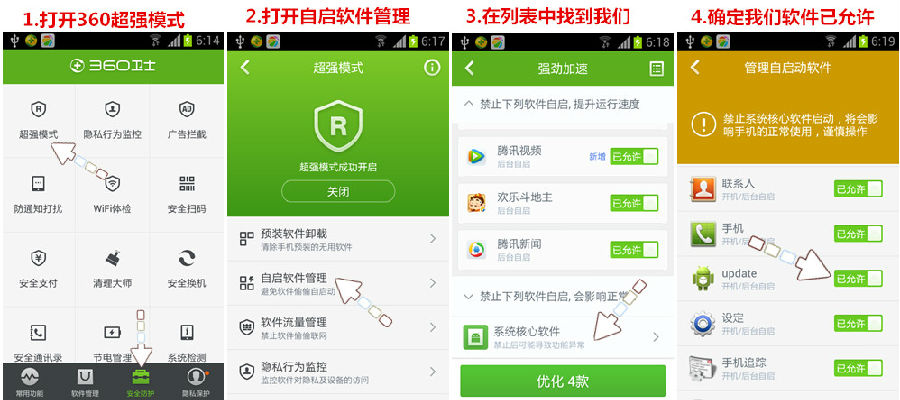 1.打开360超强模式
6:14
360卫士
超强模式
隐私行为监控
广告拦截
防通知打扰
WiFi体检
安全扫码
安全支付
清理大师
安全换机
安全通讯录
节电管理
系统检测
常用功能
软件管理
安全防护
隐私保护
2.打开自启软件管理
6:17
超强模式
R
超强模式成功开启
关闭
预装软件卸载
清除手机预装的无用软件
自启软件管理
避免软件偷偷自启动
软件流量管理
禁止软件偷偷联网
隐私行为监控
监控软件对隐私及设备的访问
3.在列表中找到我们
6:18
强劲加速
禁止下列软件自启, 提升运行速度
腾讯视频
后台自启
新增
已允许
欢乐斗地主
后台自启
已允许
腾讯新闻
后台自启
已允许
禁止下列软件自启, 会影响正常
系统核心软件
禁止后可能导致功能异常
优化 4款
4.确定我们软件已允许
6:19
管理自启动软件
禁止系统核心软件启动，将会影
响手机的正常使用，谨慎操作
联系人
开机/后台自启
已允许
手机
开机/后台自启
已允许
update
开机/后台自启
已允许
设定
开机/后台自启
已允许
手机追踪
开机/后台自启
已允许